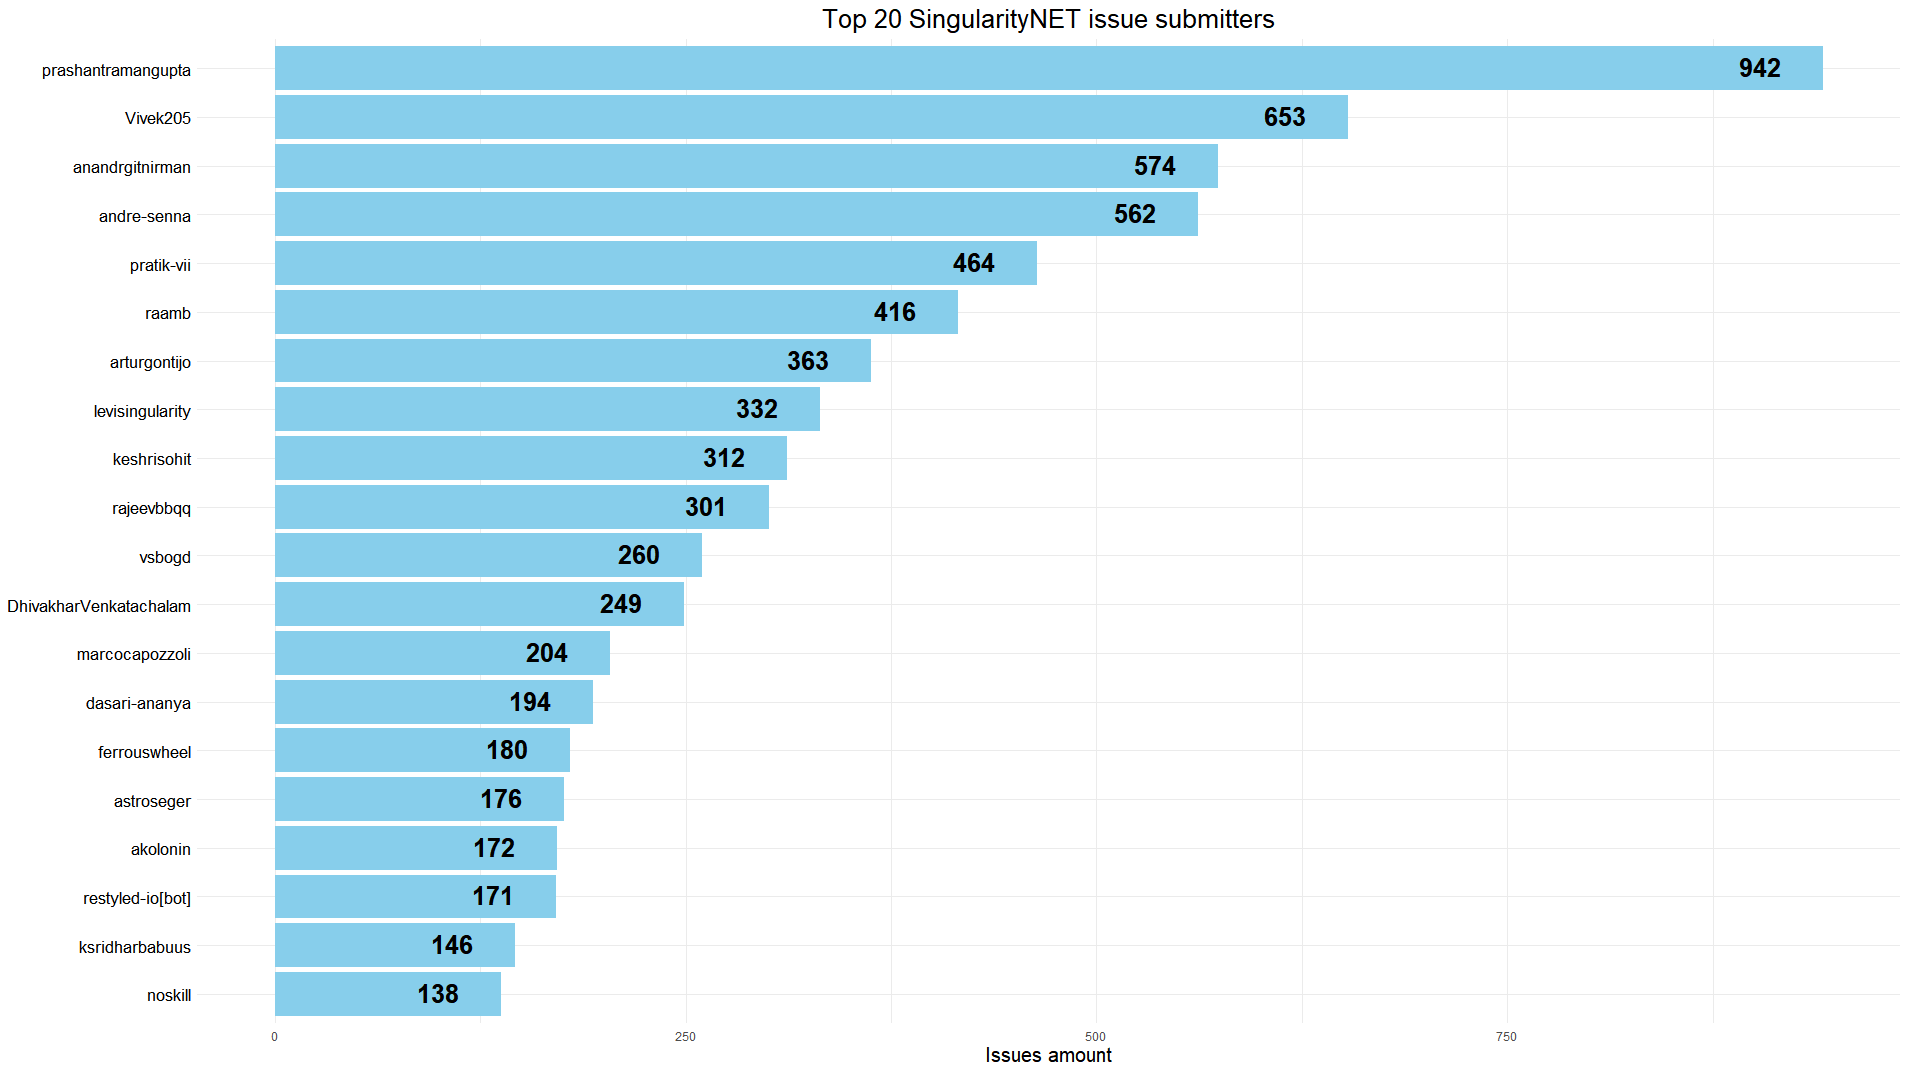 Top 20 SingularityNET issue submitters
prashantramangupta 942
Vivek205 653
anandrgitnirman 574
andre-senna 562
pratik-vii 464
raamb 416
arturgontijo 363
levisingularity 332
keshrisohit 312
rajeevbbqq 301
vsbogd 260
DhivakharVenkatachalam 249
marcocapozzoli 204
dasari-ananya 194
ferrouswheel 180
astroseger 176
akolonin 172
restyled-io[bot] 171
ksridharbabuus 146
noskill 138
0 250 500 750
Issues amount